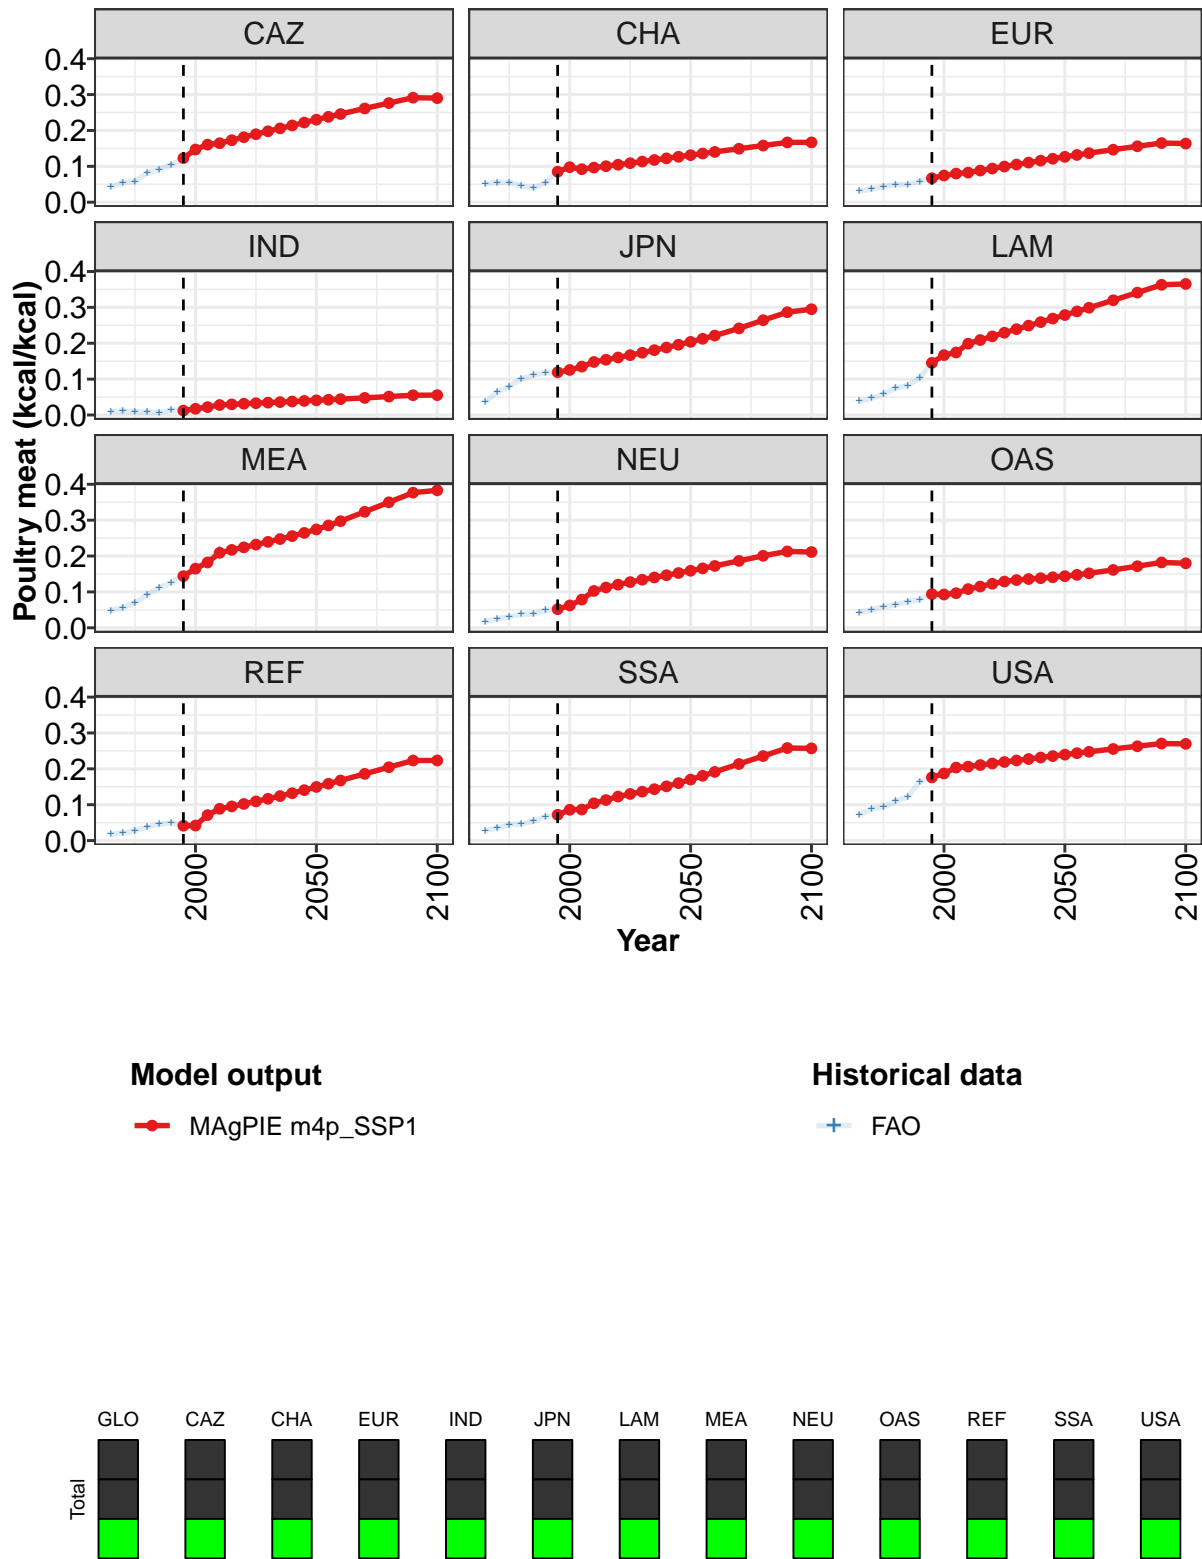 CAZ CHA EUR
0.4
0.3
0.2
0.1
0.0
IND JPN LAM
0.4
0.3
0.2
0.1
0.0
MEA NEU OAS
0.4
0.3
0.2
0.1
0.0
REF SSA USA
0.4
0.3
0.2
0.1
0.0
Poultry meat (kcal/kcal)
2000 2050 2100 2000 2050 2100 2000 2050 2100
Year
Model output Historical data
MAgPIE m4p_SSP1 FAO
GLO CAZ CHA EUR IND JPN LAM MEA NEU OAS REF SSA USA
Total